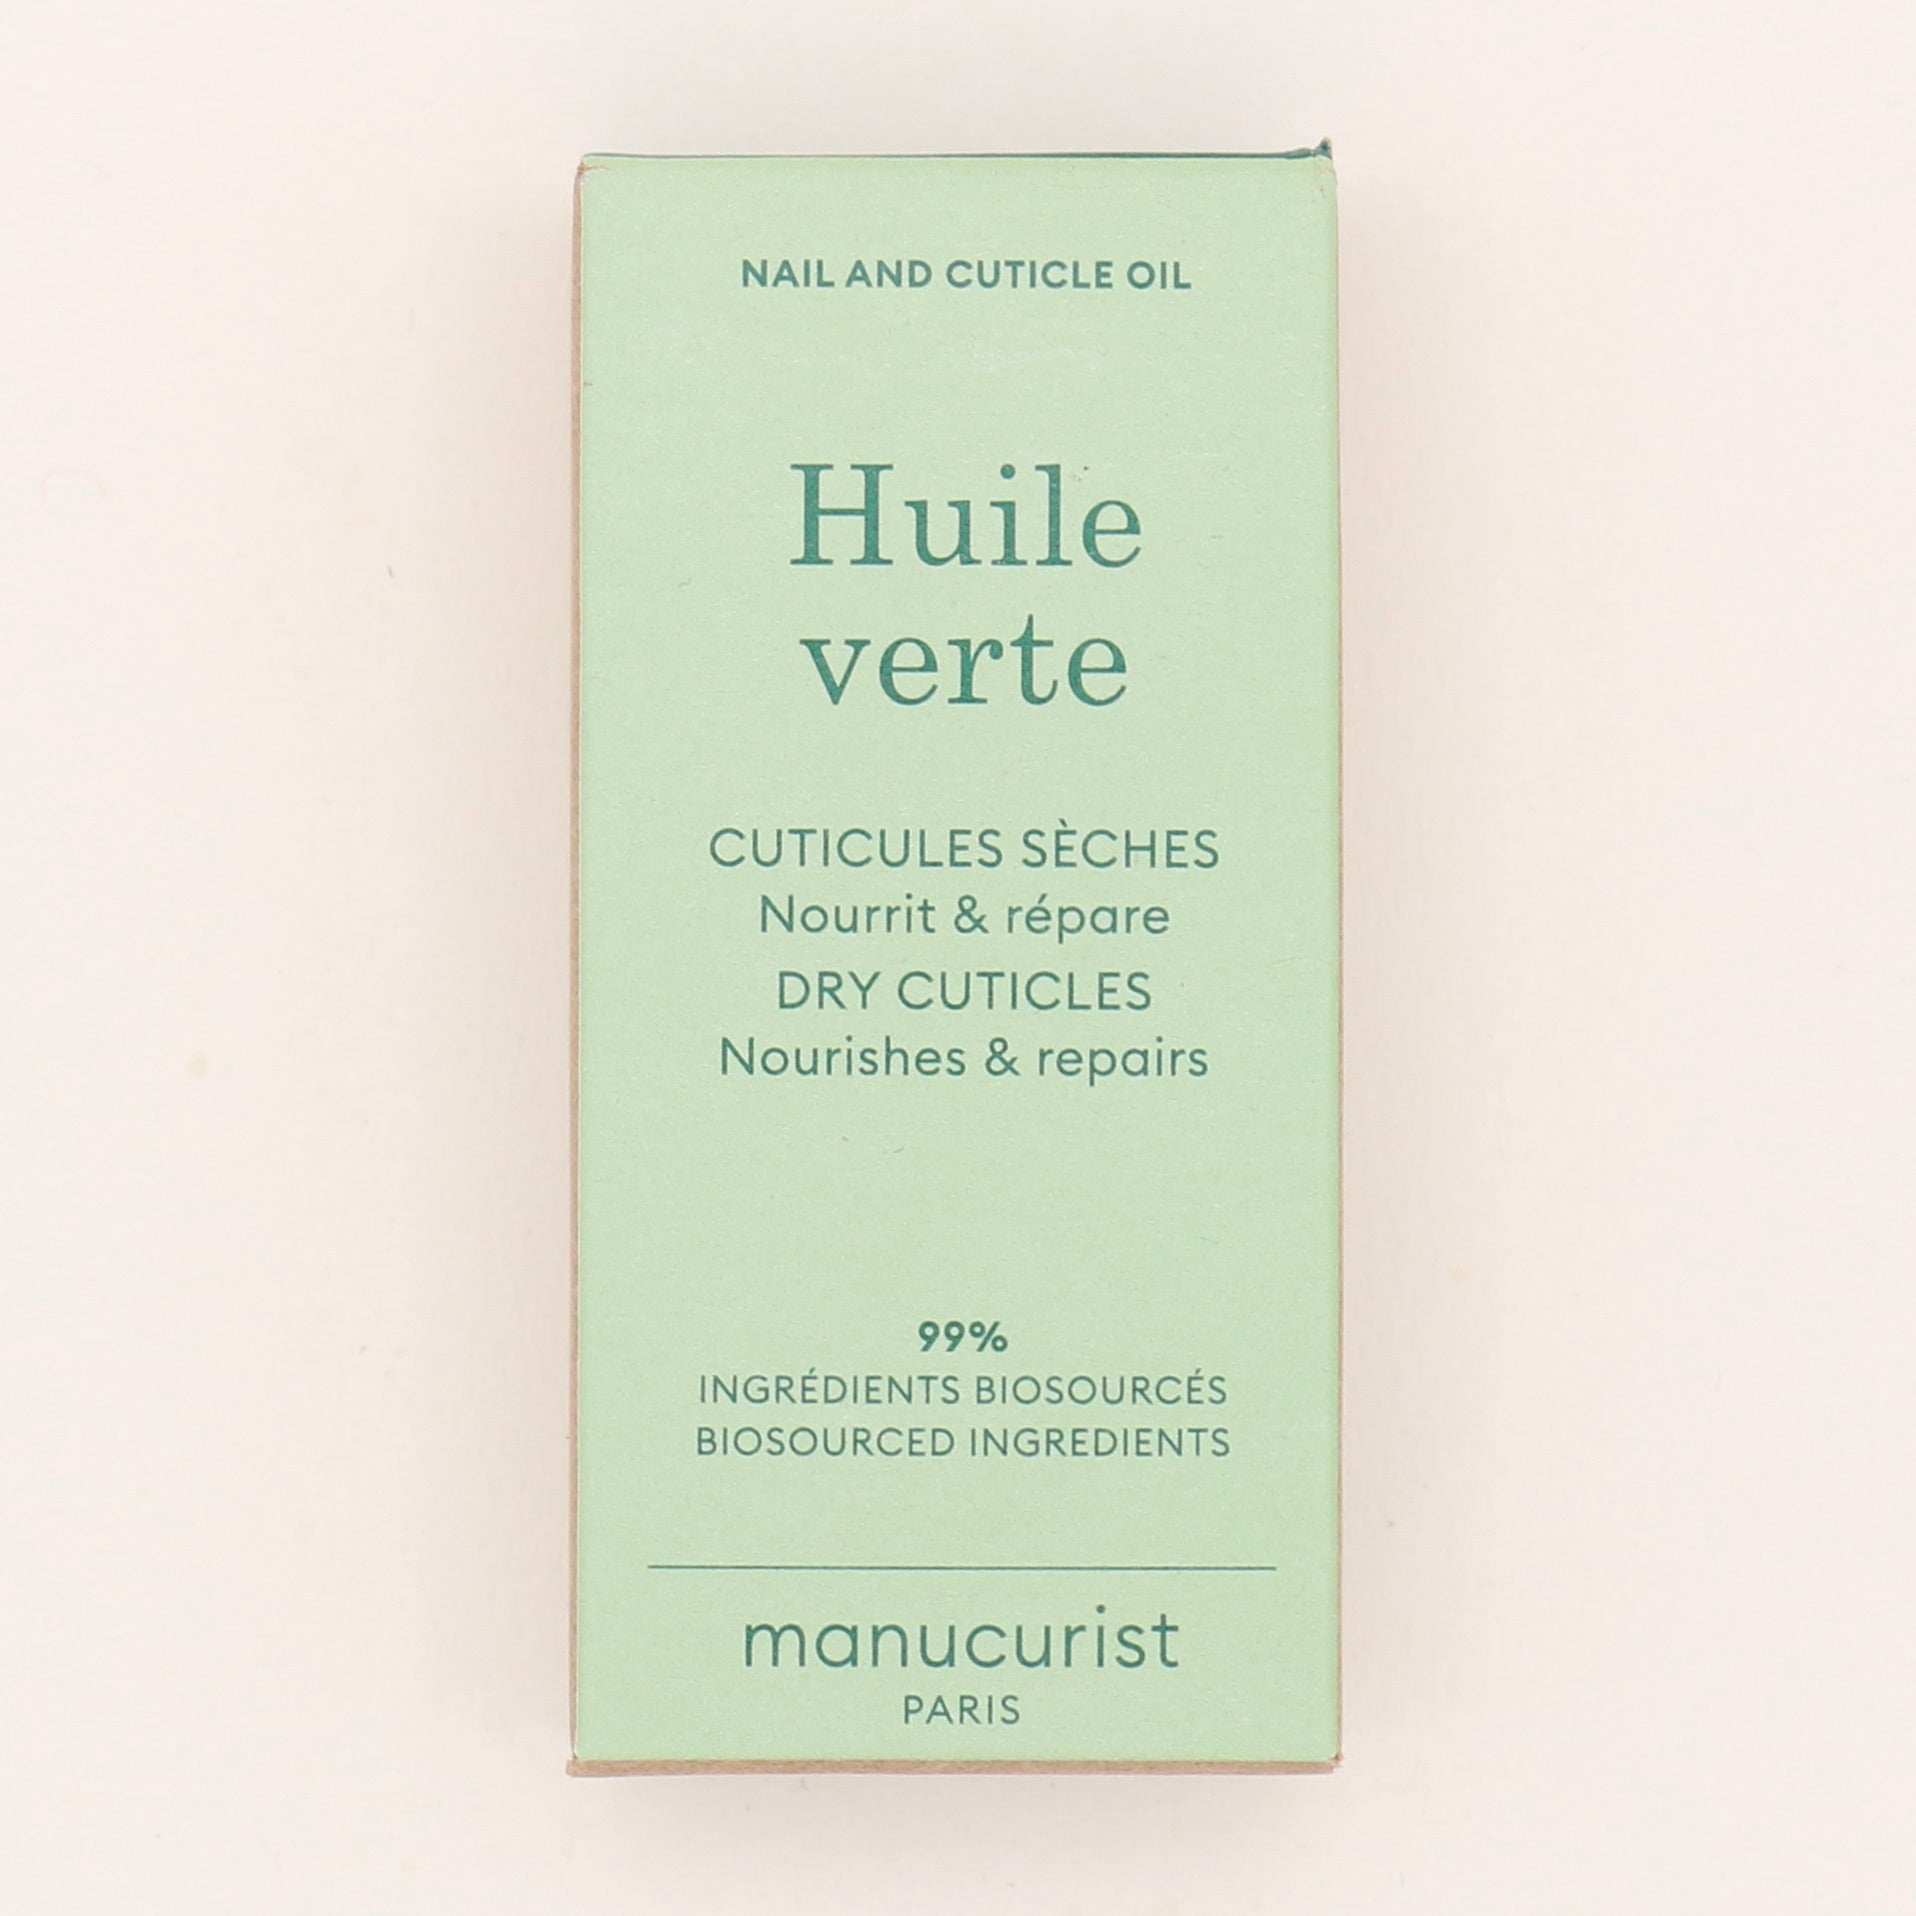 NAIL AND CUTICLE OIL
Huile
verte
CUTICULES SÈCHES
Nourrit & répare
DRY CUTICLES
Nourishes & repairs
99%
INGRÉDIENTS BIOSOURCÉS
BIOSOURCED INGREDIENTS
manucurist
PARIS